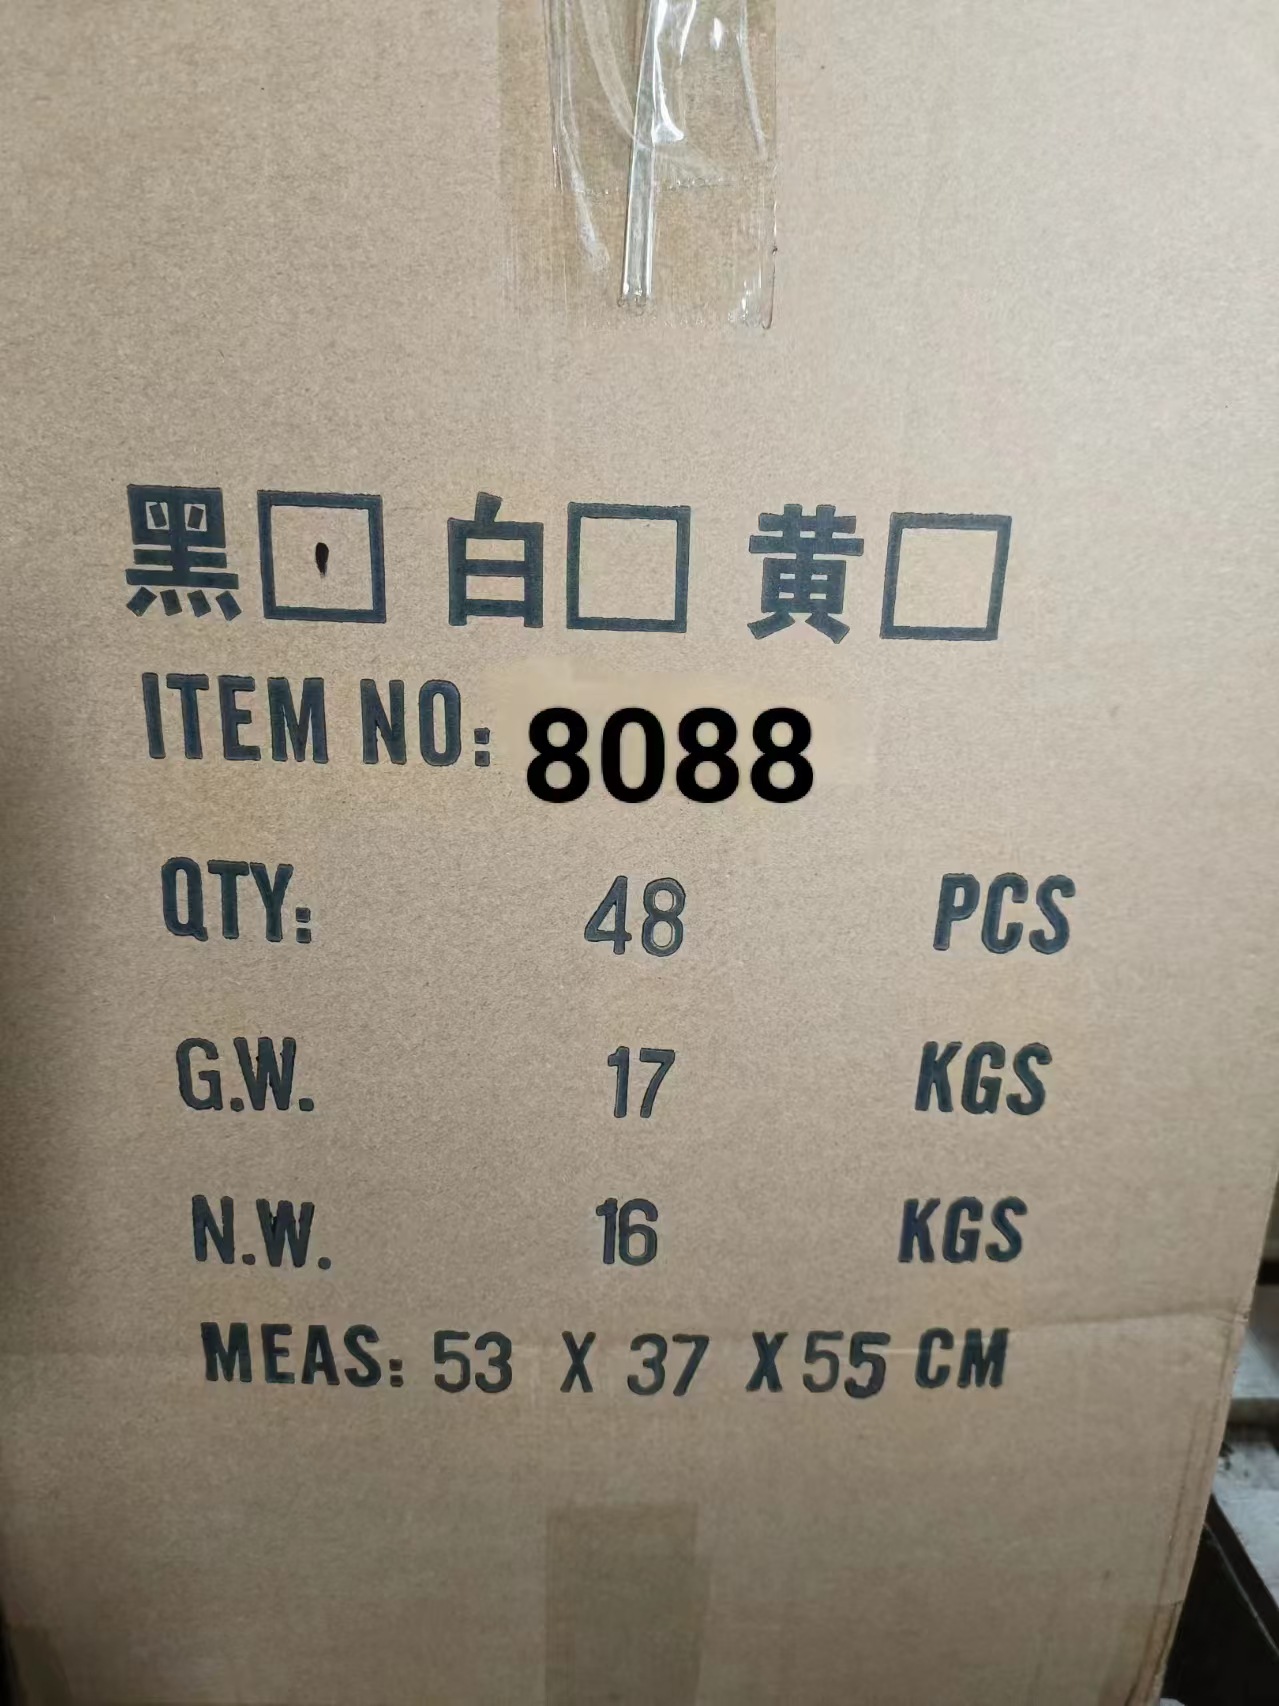 黑 白 黄
ITEM NO: 8088
QTY: 48 PCS
G.W. 17 KGS
N.W. 16 KGS
MEAS: 53 X 37 X 55 CM